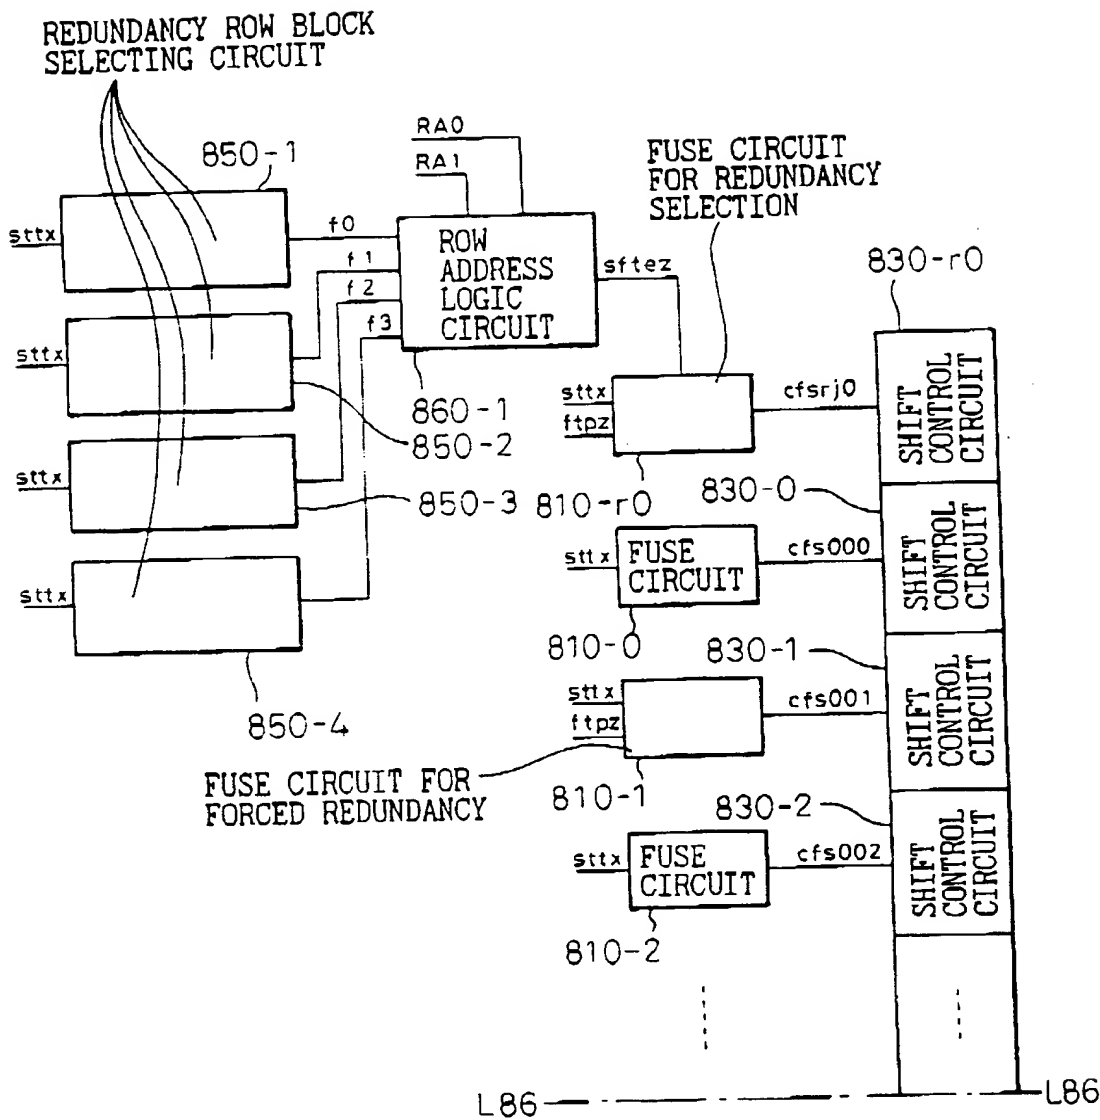 REDUNDANCY ROW BLOCK
SELECTING CIRCUIT
850-1
sttx
f0
RA0
RA1
ROW
ADDRESS
LOGIC
CIRCUIT
860-1
sftez
f1
f2
f3
sttx
850-2
sttx
850-3
sttx
850-4
FUSE CIRCUIT
FOR REDUNDANCY
SELECTION
sttx
ftpz
810-r0
cfsrj0
830-r0
SHIFT
CONTROL
CIRCUIT
830-0
sttx
FUSE
CIRCUIT
810-0
cfs000
SHIFT
CONTROL
CIRCUIT
830-1
sttx
ftpz
810-1
cfs001
SHIFT
CONTROL
CIRCUIT
FUSE CIRCUIT FOR
FORCED REDUNDANCY
830-2
sttx
FUSE
CIRCUIT
810-2
cfs002
SHIFT
CONTROL
CIRCUIT
L86
L86